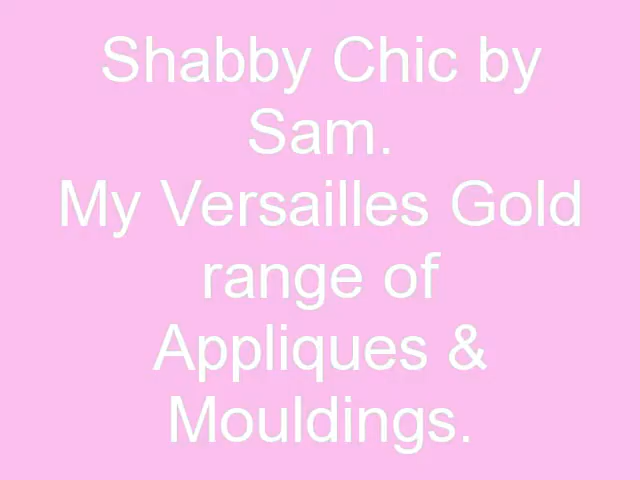 Shabby Chic by
Sam.
My Versailles Gold
range of
Appliques &
Mouldings.